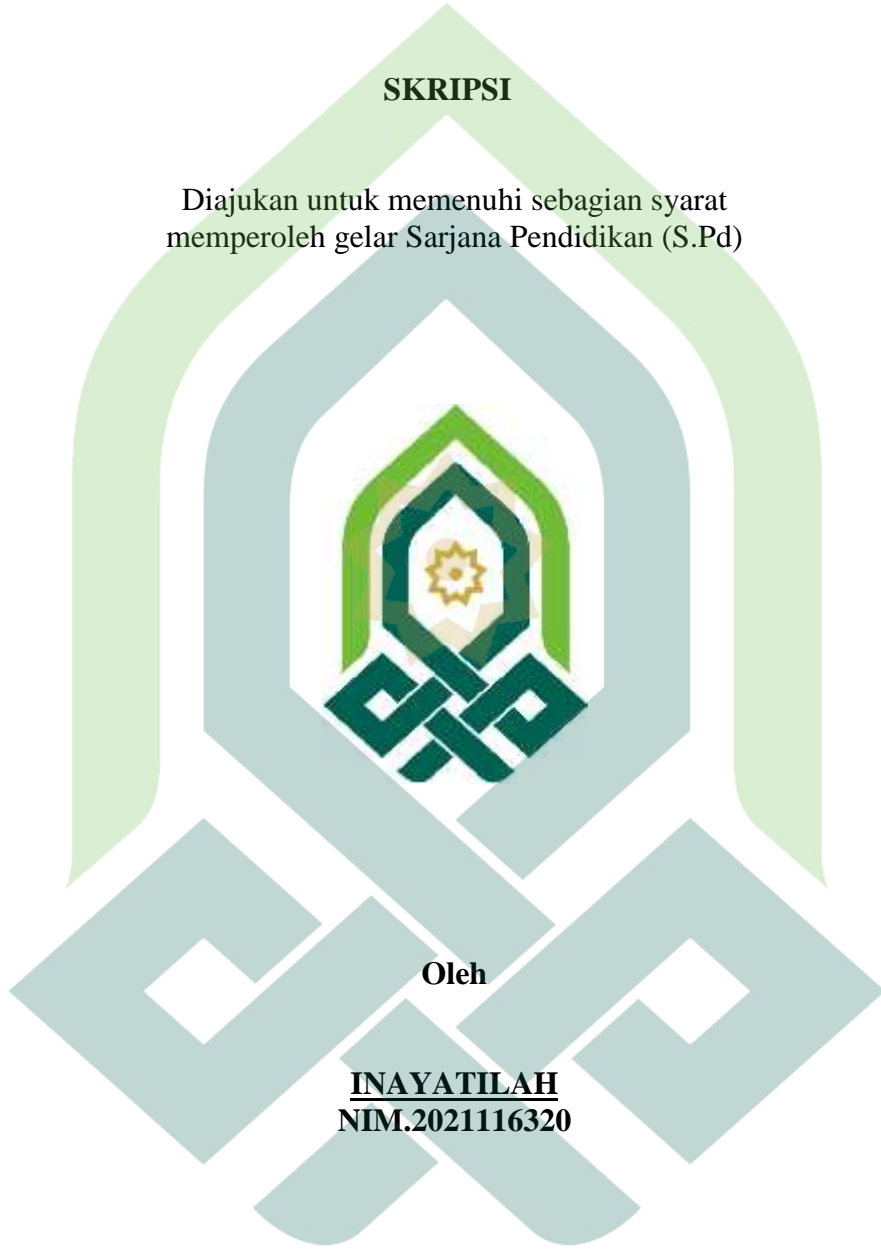 SKRIPSI
Diajukan untuk memenuhi sebagian syarat
memperoleh gelar Sarjana Pendidikan (S.Pd)
Oleh
INAYATILAH
NIM.2021116320